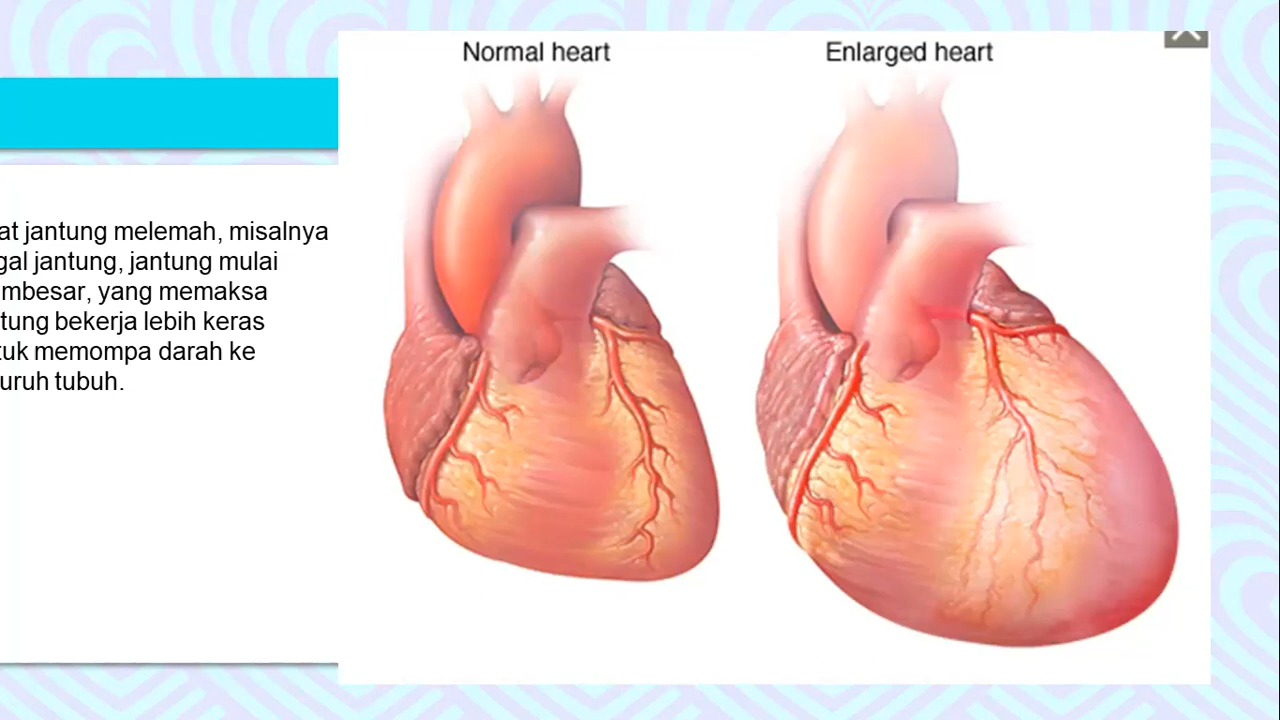 Normal heart
Enlarged heart
at jantung melemah, misalnya
gal jantung, jantung mulai
mbesar, yang memaksa
tung bekerja lebih keras
tuk memompa darah ke
uruh tubuh.